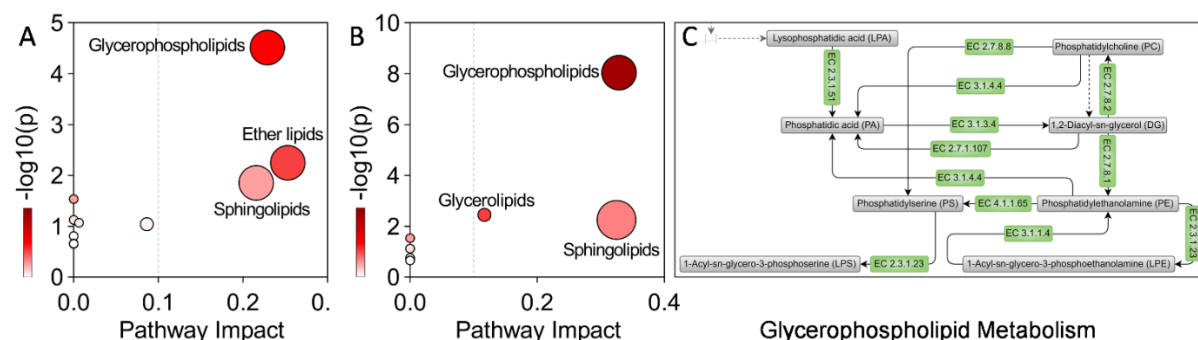 A
-log10(p)
5
4
3
2
1
0
Glycerophospholipids
Ether lipids
Sphingolipids
0.0
0.1
0.2
0.
Pathway Impact
B
-log10(p)
10
8
6
4
2
0
Glycerophospholipids
Glycerolipids
Sphingolipids
0.0
0.2
0.4
Pathway Impact
C
Lysophosphatidic acid (LPA)
EC 2.7.8.8
Phosphatidylcholine (PC)
EC 2.3.1.51
EC 3.1.4.4
EC 2.7.8.2
Phosphatidic acid (PA)
EC 3.1.3.4
1,2-Diacyl-sn-glycerol (DG)
EC 2.7.1.107
EC 2.7.8.1
EC 3.1.4.4
Phosphatidylserine (PS)
EC 4.1.1.65
Phosphatidylethanolamine (PE)
EC 3.1.1.4
EC 2.3.1.23
1-Acyl-sn-glycero-3-phosphoserine (LPS)
EC 2.3.1.23
1-Acyl-sn-glycero-3-phosphoethanolamine (LPE)
Glycerophospholipid Metabolism